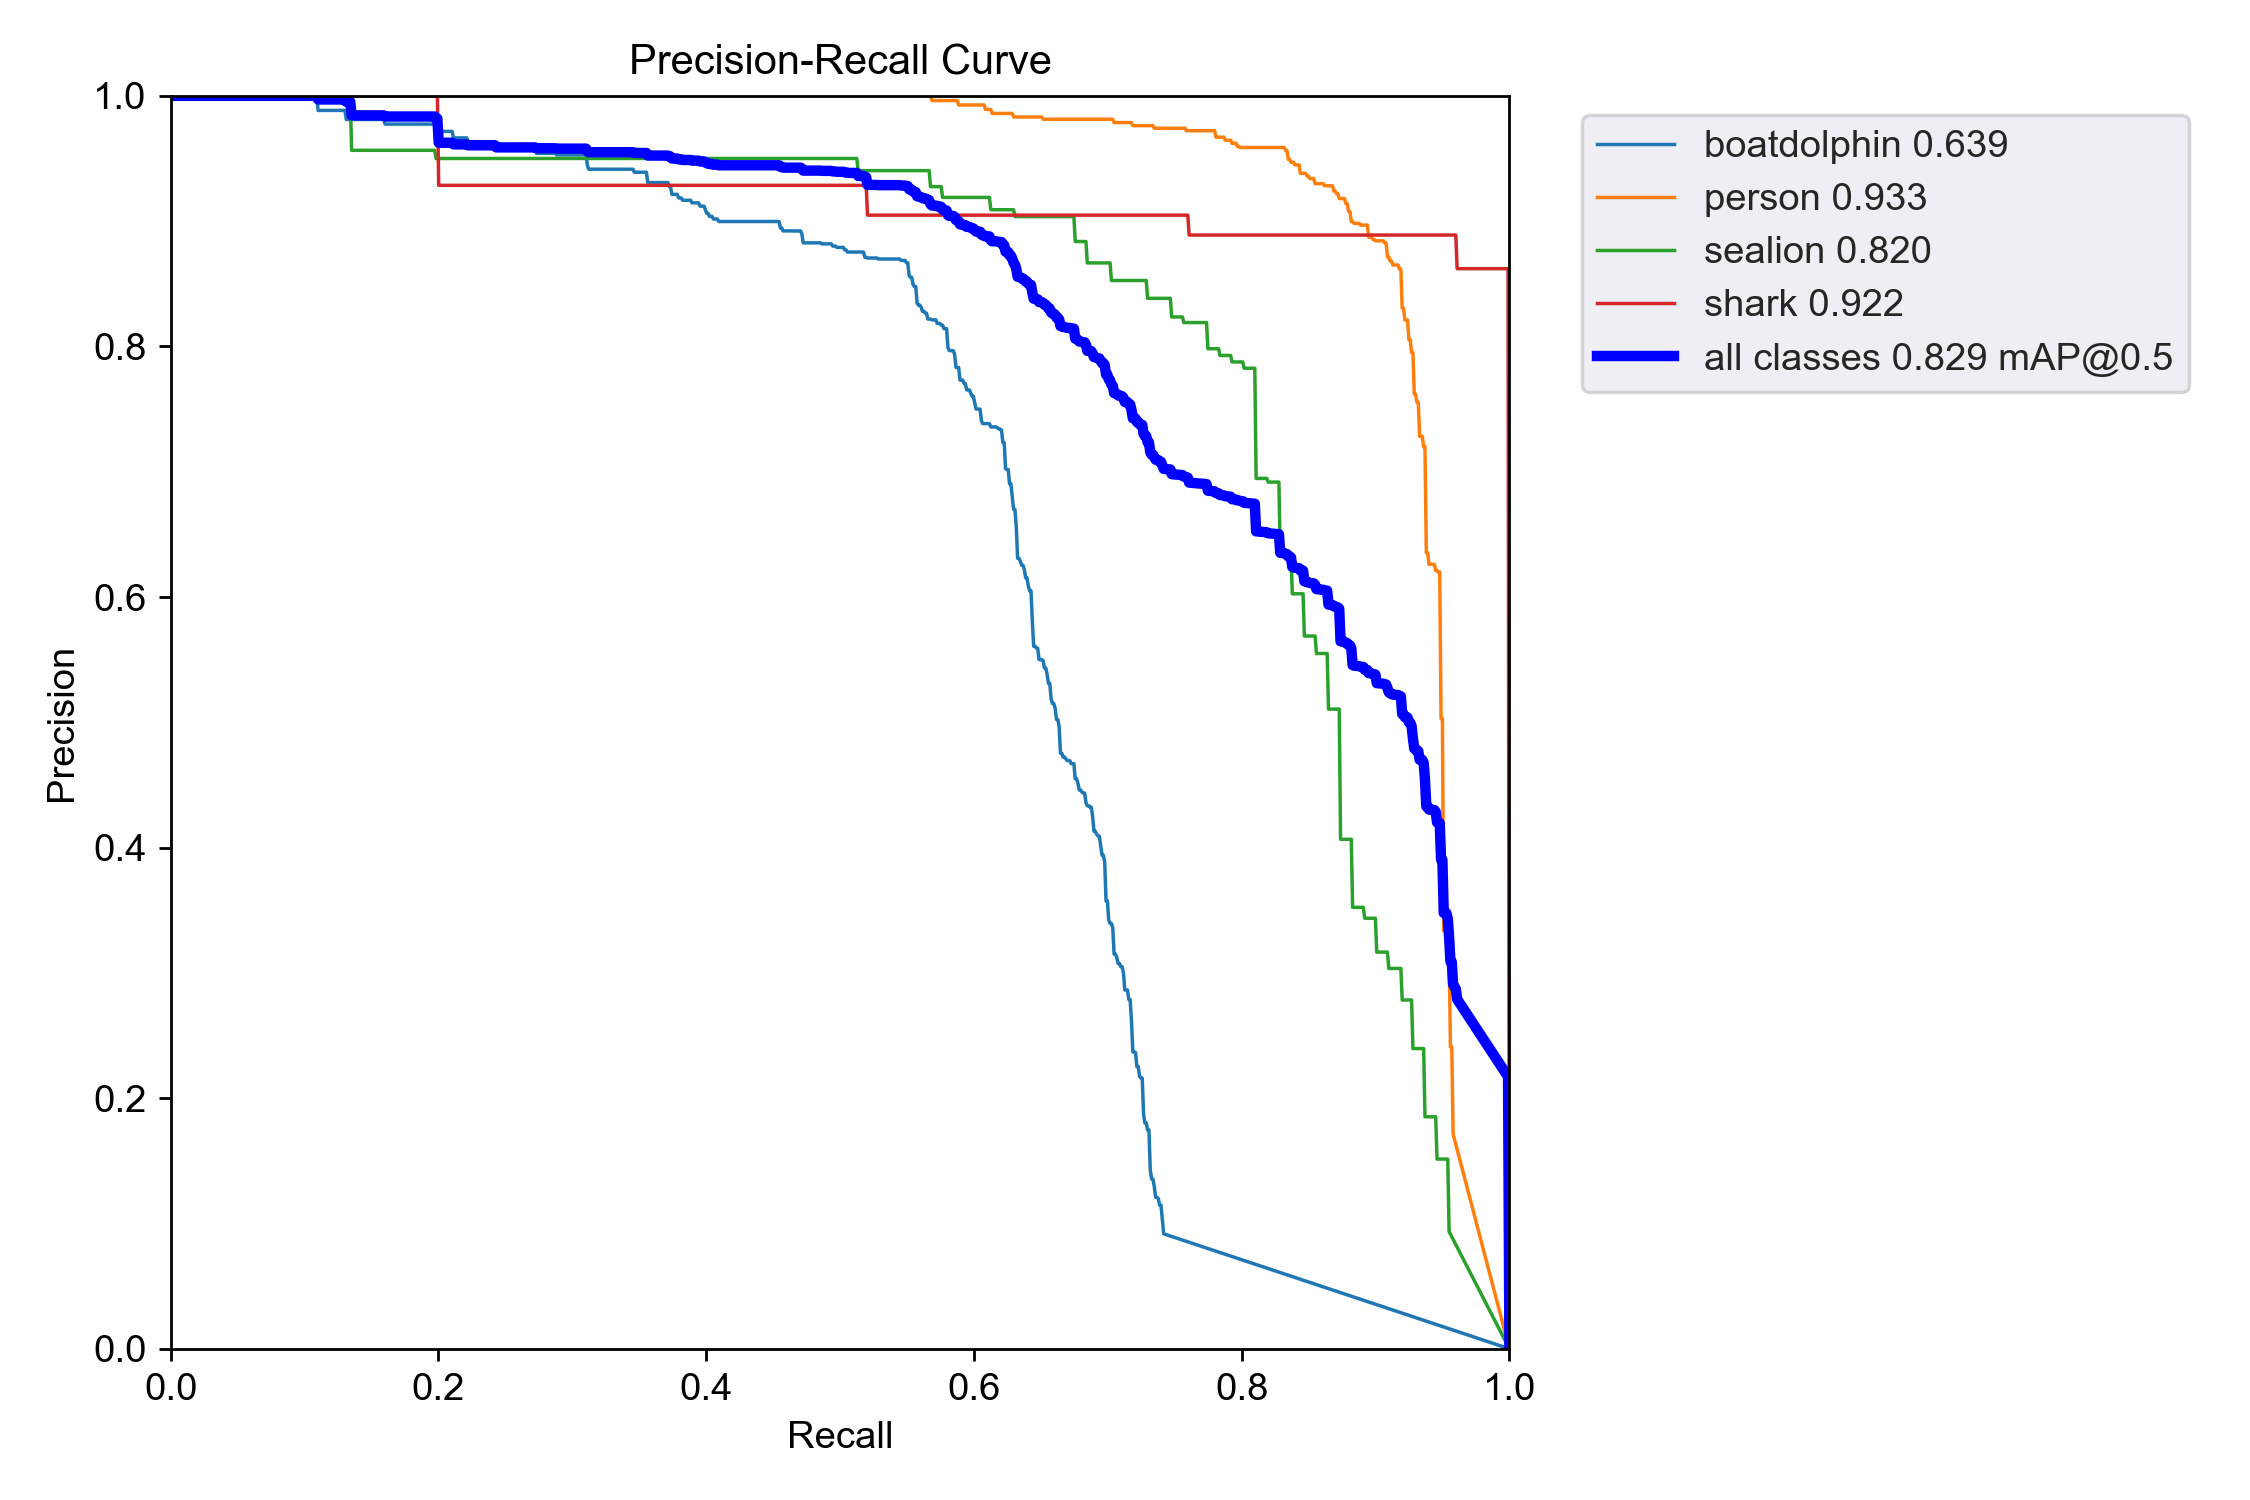 Precision-Recall Curve
1.0
0.8
0.6
0.4
0.2
0.0
Precision
0.0 0.2 0.4 0.6 0.8 1.0
Recall
boatdolphin 0.639
person 0.933
sealion 0.820
shark 0.922
all classes 0.829 mAP@0.5